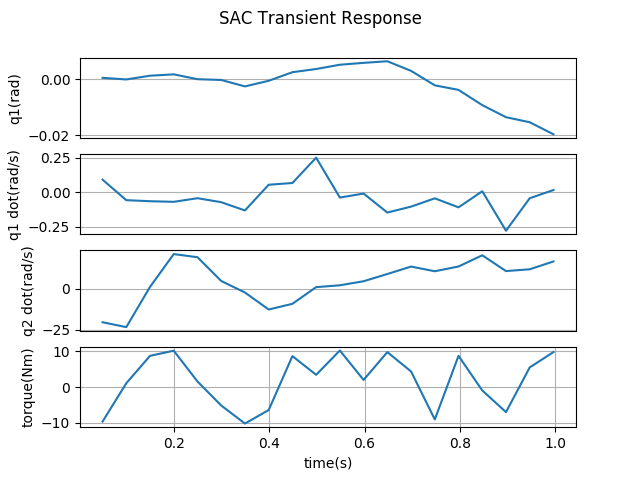 SAC Transient Response
q1(rad)
0.00
−0.02
q1 dot(rad/s)
0.25
0.00
−0.25
q2 dot(rad/s)
0
−25
torque(Nm)
10
0
−10
0.2 0.4 0.6 0.8 1.0
time(s)